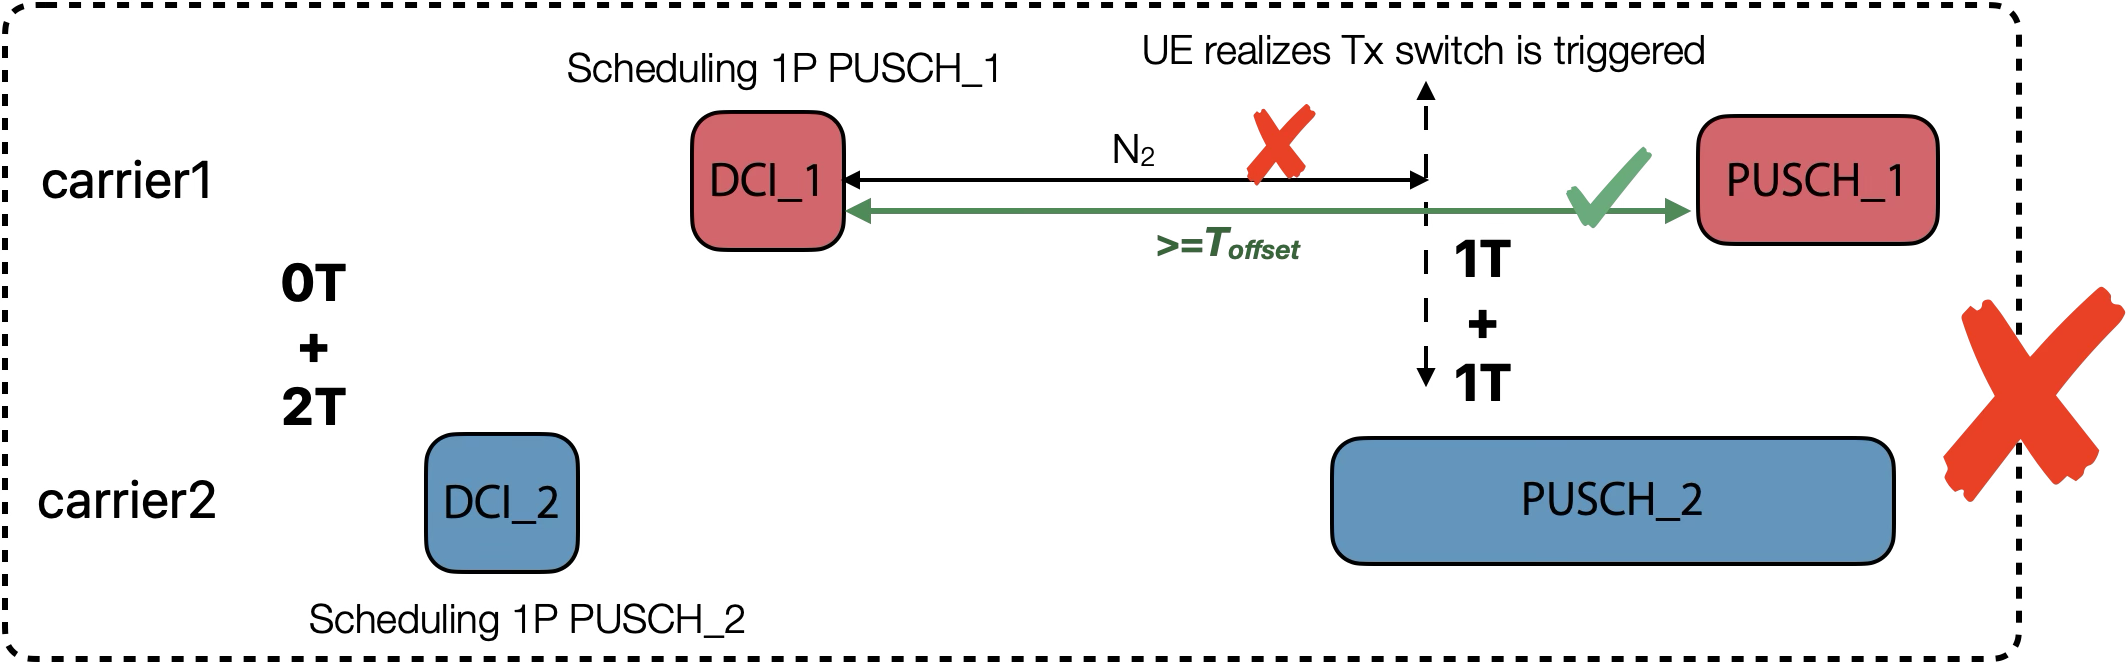 UE realizes Tx switch is triggered
Scheduling 1P PUSCH_1
carrier1
DCI_1
N2
PUSCH_1
>=Toffset
0T
+
2T
1T
+
1T
carrier2
DCI_2
PUSCH_2
Scheduling 1P PUSCH_2